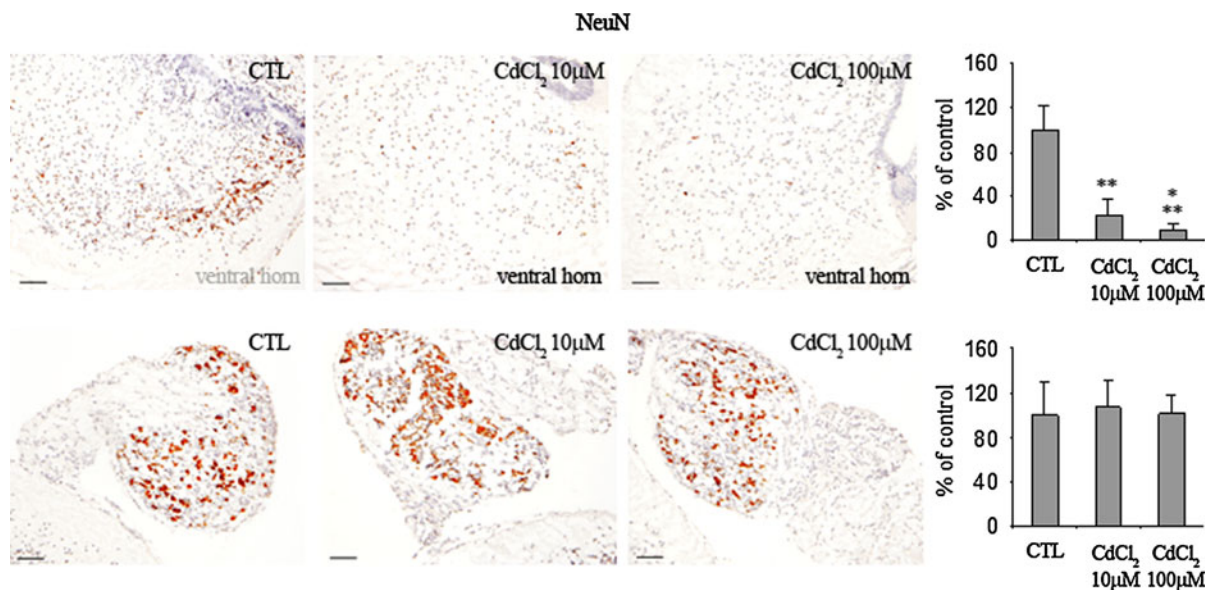 NeuN
CTL
CdCl₂ 10µM
CdCl₂ 100µM
ventral horn
ventral horn
ventral horn
% of control
160
120
80
40
0
**
*
**
CTL
CdCl₂
10µM
CdCl₂
100µM
CTL
CdCl₂ 10µM
CdCl₂ 100µM
% of control
160
120
80
40
0
CTL
CdCl₂
10µM
CdCl₂
100µM